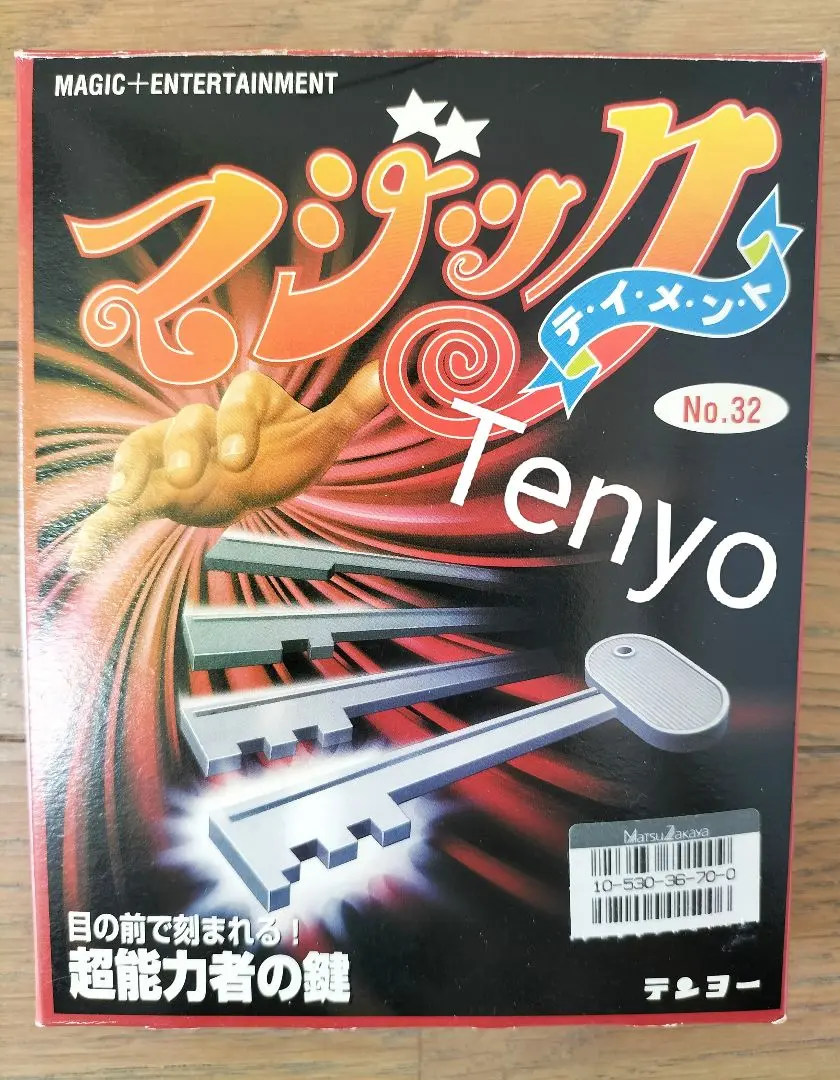 MAGIC+ENTERTAINMENT
マジック
テ・イ・メ・ン・ト
No.32
Tenyo
MatsuZakaya
10-530-36-70-0
目の前で刻まれる!
超能力者の鍵
テンヨー